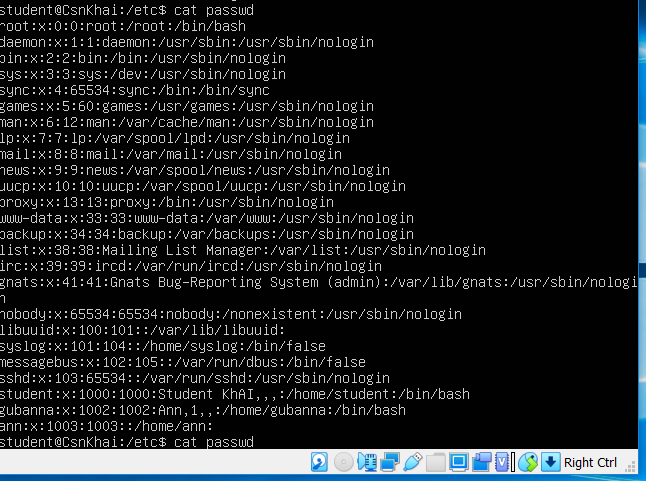 student@CsnKhai:/etc$ cat passwd
root:x:0:0:root:/root:/bin/bash
daemon:x:1:1:daemon:/usr/sbin:/usr/sbin/nologin
bin:x:2:2:bin:/bin:/usr/sbin/nologin
sys:x:3:3:sys:/dev:/usr/sbin/nologin
sync:x:4:65534:sync:/bin:/bin/sync
games:x:5:60:games:/usr/games:/usr/sbin/nologin
man:x:6:12:man:/var/cache/man:/usr/sbin/nologin
lp:x:7:7:lp:/var/spool/lpd:/usr/sbin/nologin
mail:x:8:8:mail:/var/mail:/usr/sbin/nologin
news:x:9:9:news:/var/spool/news:/usr/sbin/nologin
uucp:x:10:10:uucp:/var/spool/uucp:/usr/sbin/nologin
proxy:x:13:13:proxy:/bin:/usr/sbin/nologin
www-data:x:33:33:www-data:/var/www:/usr/sbin/nologin
backup:x:34:34:backup:/var/backups:/usr/sbin/nologin
list:x:38:38:Mailing List Manager:/var/list:/usr/sbin/nologin
irc:x:39:39:ircd:/var/run/ircd:/usr/sbin/nologin
gnats:x:41:41:Gnats Bug-Reporting System (admin):/var/lib/gnats:/usr/sbin/nologi
n
nobody:x:65534:65534:nobody:/nonexistent:/usr/sbin/nologin
libuuid:x:100:101::/var/lib/libuuid:
syslog:x:101:104::/home/syslog:/bin/false
messagebus:x:102:105::/var/run/dbus:/bin/false
sshd:x:103:65534::/var/run/sshd:/usr/sbin/nologin
student:x:1000:1000:Student KhAI,,,:/home/student:/bin/bash
gubanna:x:1002:1002:Ann,1,,:/home/gubanna:/bin/bash
ann:x:1003:1003::/home/ann:
student@CsnKhai:/etc$ cat passwd
Right Ctrl